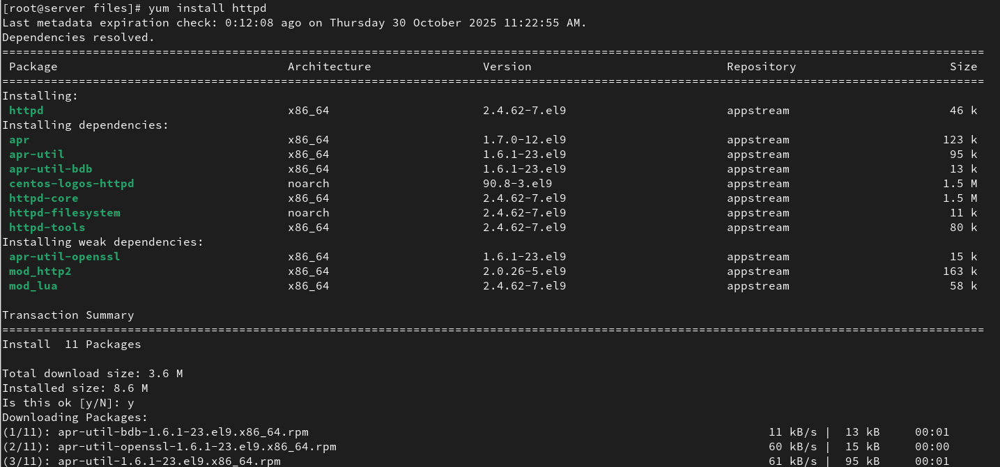 [root@server files]# yum install httpd
Last metadata expiration check: 0:12:08 ago on Thursday 30 October 2025 11:22:55 AM.
Dependencies resolved.
=============================================================================================================================================
 Package                                 Architecture                Version                            Repository                      Size
=============================================================================================================================================
Installing:
 httpd                                   x86_64                      2.4.62-7.el9                       appstream                       46 k
Installing dependencies:
 apr                                     x86_64                      1.7.0-12.el9                       appstream                      123 k
 apr-util                                x86_64                      1.6.1-23.el9                       appstream                       95 k
 apr-util-bdb                            x86_64                      1.6.1-23.el9                       appstream                       13 k
 centos-logos-httpd                      noarch                      90.8-3.el9                         appstream                      1.5 M
 httpd-core                              x86_64                      2.4.62-7.el9                       appstream                      1.5 M
 httpd-filesystem                        noarch                      2.4.62-7.el9                       appstream                       11 k
 httpd-tools                             x86_64                      2.4.62-7.el9                       appstream                       80 k
Installing weak dependencies:
 apr-util-openssl                        x86_64                      1.6.1-23.el9                       appstream                       15 k
 mod_http2                               x86_64                      2.0.26-5.el9                       appstream                      163 k
 mod_lua                                 x86_64                      2.4.62-7.el9                       appstream                       58 k

Transaction Summary
=============================================================================================================================================
Install  11 Packages

Total download size: 3.6 M
Installed size: 8.6 M
Is this ok [y/N]: y
Downloading Packages:
(1/11): apr-util-bdb-1.6.1-23.el9.x86_64.rpm                                                                  11 kB/s |  13 kB     00:01
(2/11): apr-util-openssl-1.6.1-23.el9.x86_64.rpm                                                              60 kB/s |  15 kB     00:00
(3/11): apr-util-1.6.1-23.el9.x86_64.rpm                                                                      61 kB/s |  95 kB     00:01